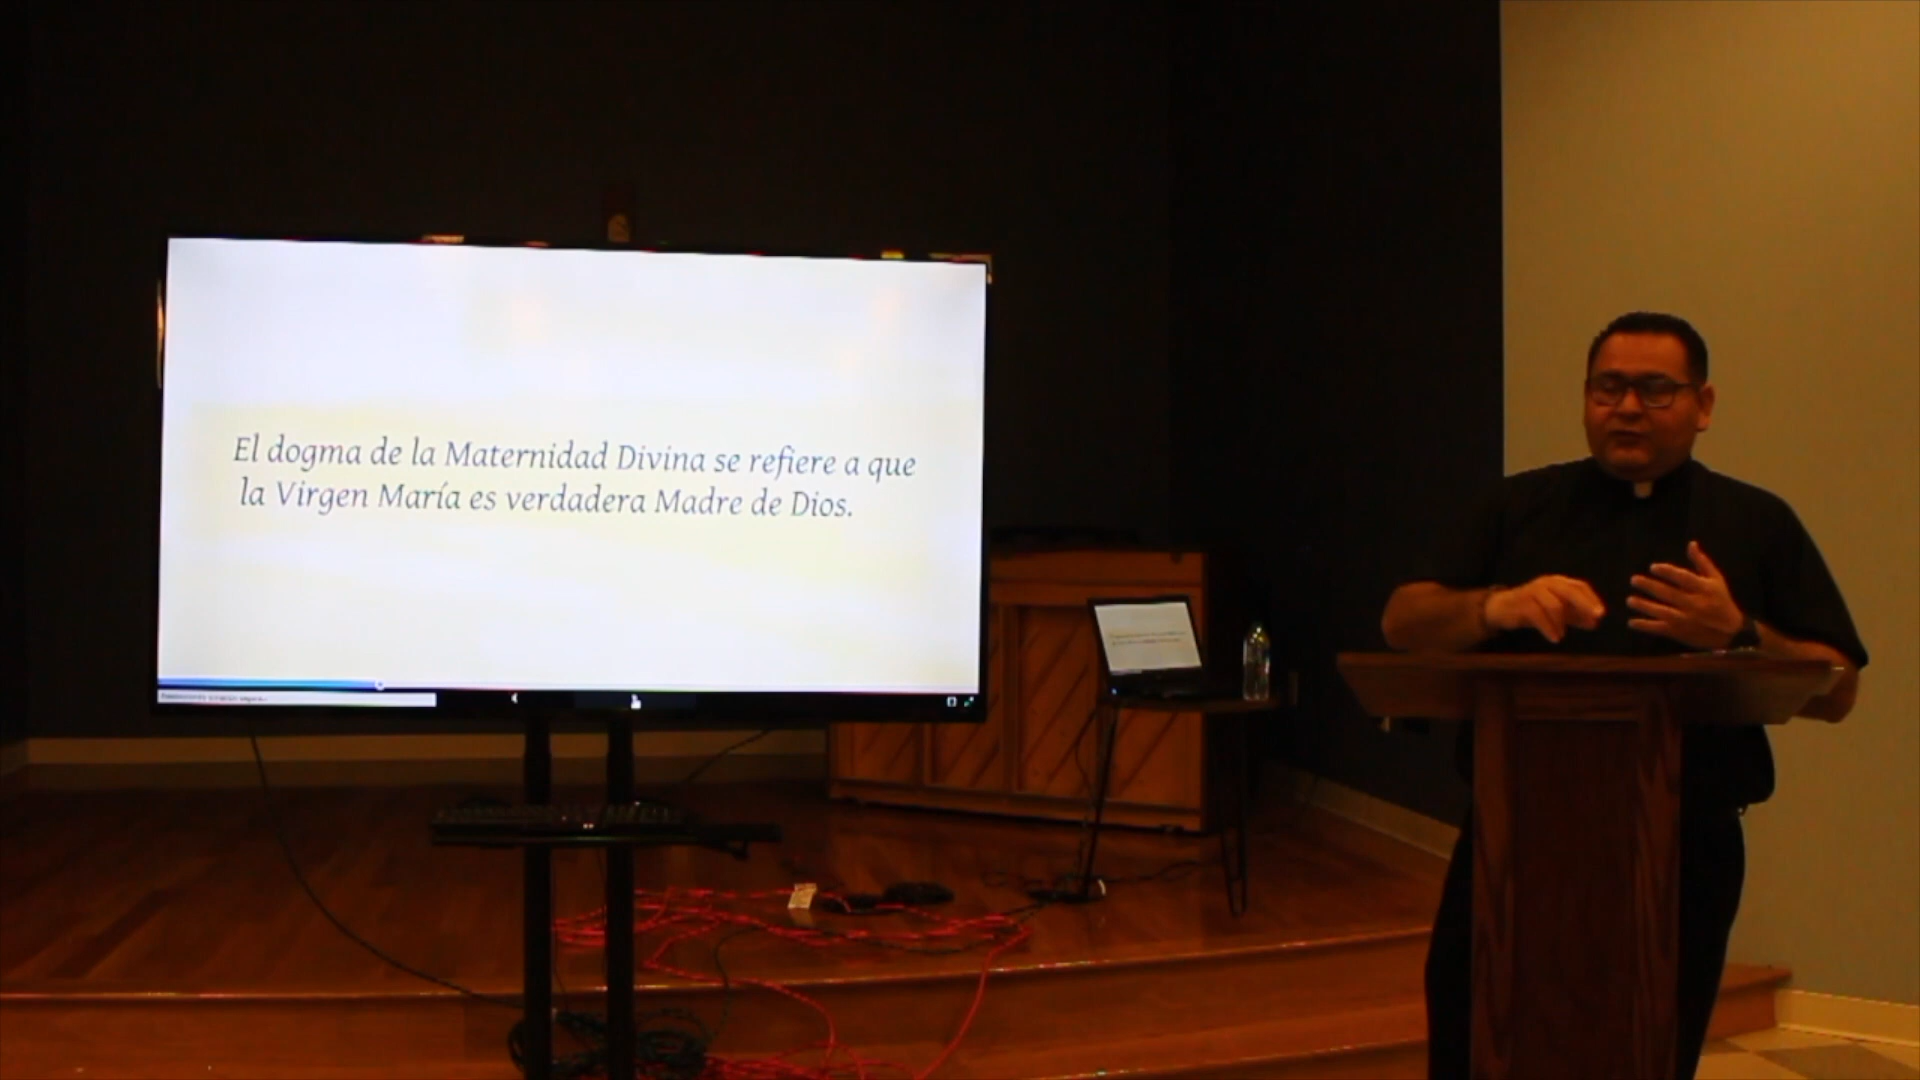 El dogma de la Maternidad Divina se refiere a que
la Virgen María es verdadera Madre de Dios.